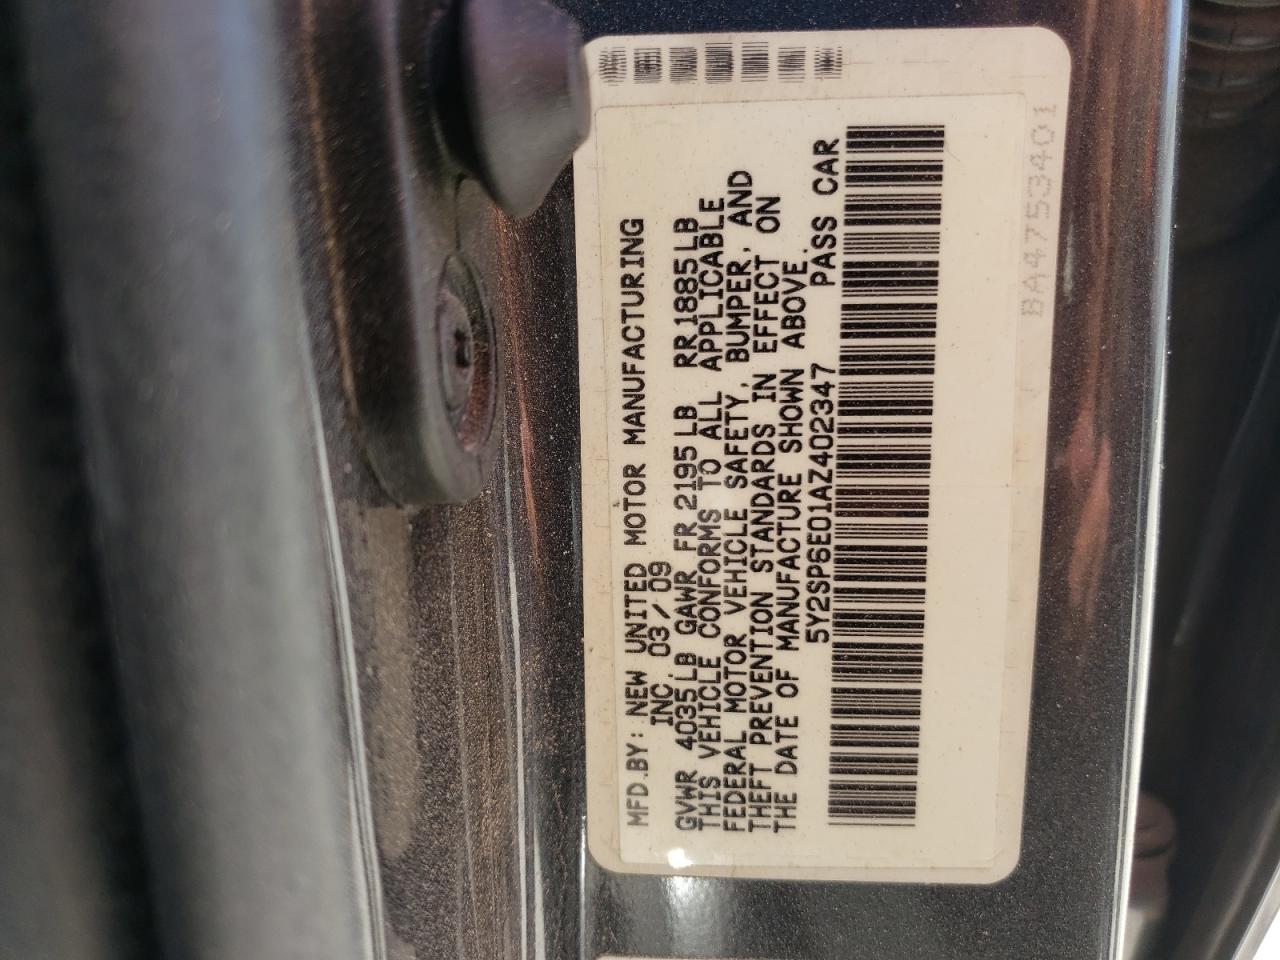 MFD.BY: NEW UNITED MOTOR MANUFACTURING
INC. 03/09
GVWR 4035LB GAWR FR 2195LB RR 1885LB
THIS VEHICLE CONFORMS TO ALL APPLICABLE
FEDERAL MOTOR VEHICLE SAFETY, BUMPER, AND
THEFT PREVENTION STANDARDS IN EFFECT ON
THE DATE OF MANUFACTURE SHOWN ABOVE.
5Y2SP6E01AZ402347 PASS CAR
BA4753401